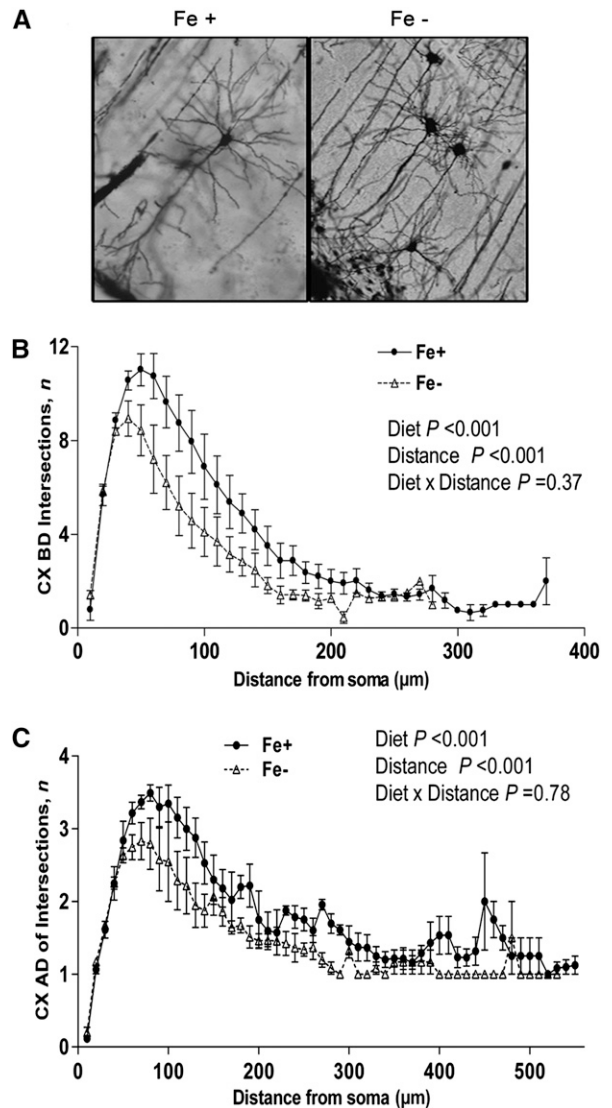 A
Fe +
Fe -
B
CX BD Intersections, n
12
8
4
0
Fe+
Fe-
Diet P <0.001
Distance P <0.001
Diet x Distance P =0.37
0
100
200
300
400
Distance from soma (µm)
C
CX AD of Intersections, n
4
3
2
1
0
Fe+
Fe-
Diet P <0.001
Distance P <0.001
Diet x Distance P =0.78
0
100
200
300
400
500
Distance from soma (µm)